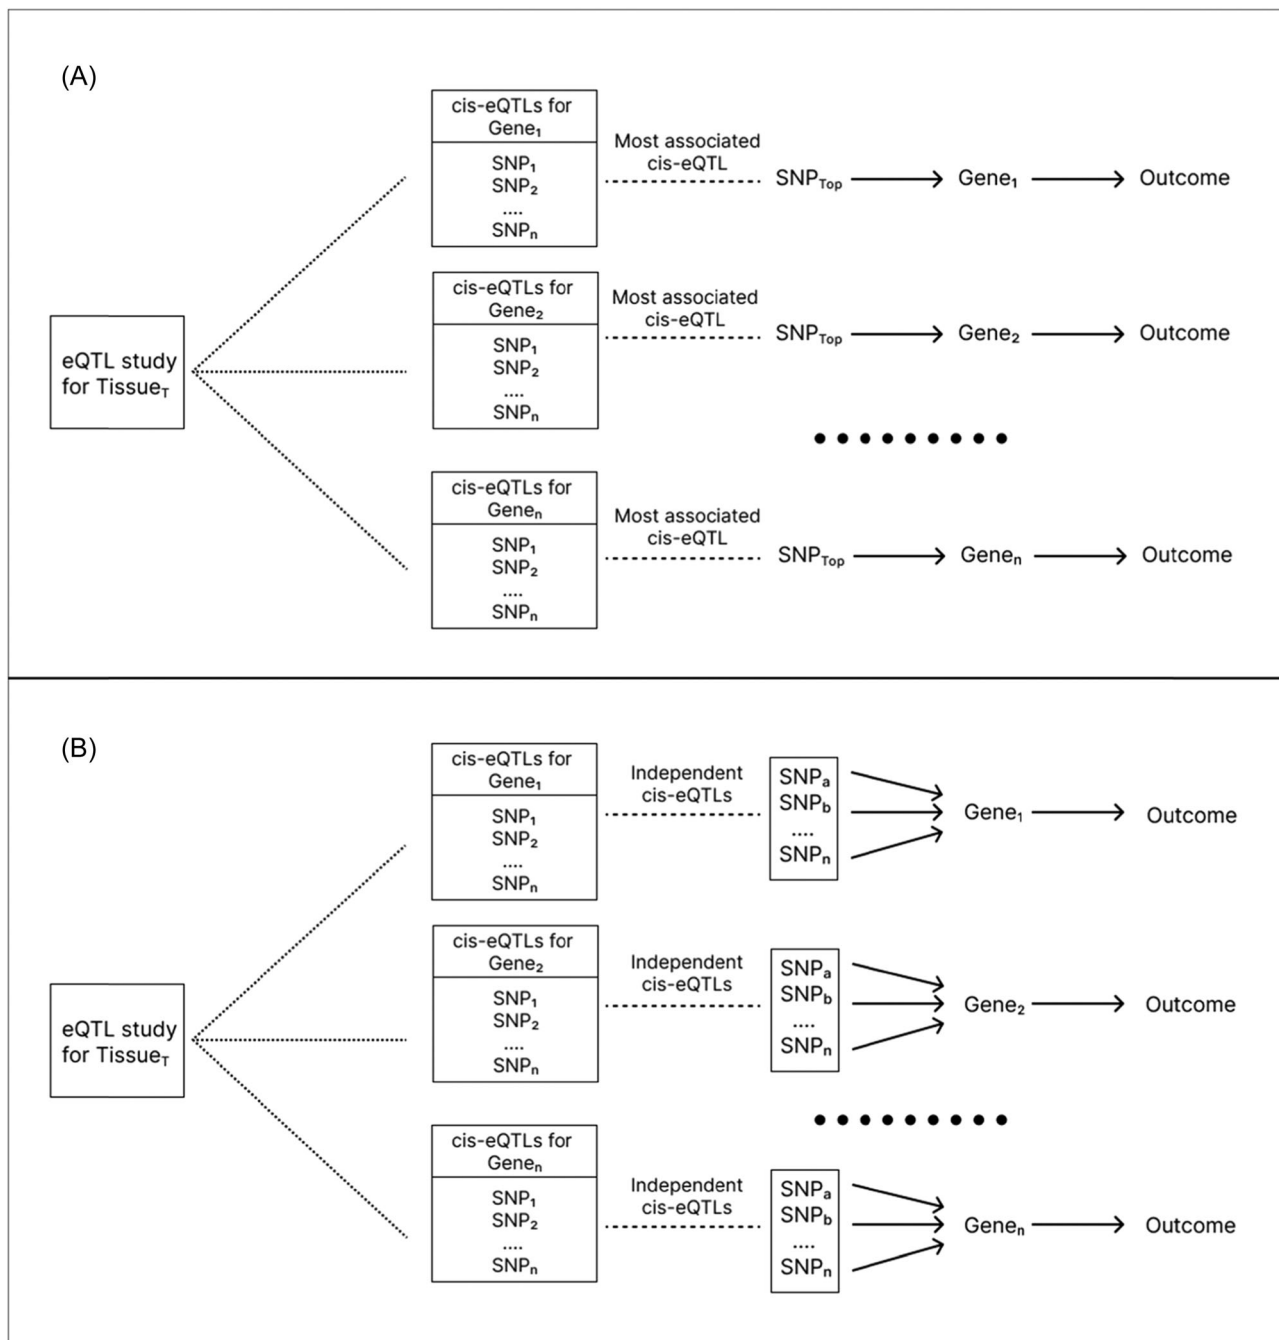 (A)
cis-eQTLs for
Gene₁
SNP₁
SNP₂
....
SNPₙ
Most associated
cis-eQTL
SNP_Top
Gene₁
Outcome
cis-eQTLs for
Gene₂
SNP₁
SNP₂
....
SNPₙ
Most associated
cis-eQTL
SNP_Top
Gene₂
Outcome
eQTL study
for Tissue_T
cis-eQTLs for
Geneₙ
SNP₁
SNP₂
....
SNPₙ
Most associated
cis-eQTL
SNP_Top
Geneₙ
Outcome
(B)
cis-eQTLs for
Gene₁
SNP₁
SNP₂
....
SNPₙ
Independent
cis-eQTLs
SNPₐ
SNP_b
....
SNPₙ
Gene₁
Outcome
cis-eQTLs for
Gene₂
SNP₁
SNP₂
....
SNPₙ
Independent
cis-eQTLs
SNPₐ
SNP_b
....
SNPₙ
Gene₂
Outcome
eQTL study
for Tissue_T
cis-eQTLs for
Geneₙ
SNP₁
SNP₂
....
SNPₙ
Independent
cis-eQTLs
SNPₐ
SNP_b
....
SNPₙ
Geneₙ
Outcome